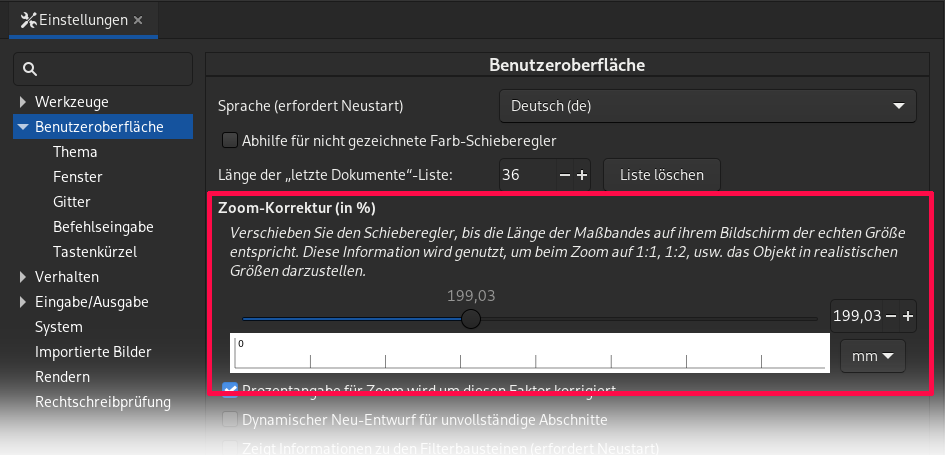 Einstellungen ×
Benutzeroberfläche
Werkzeuge
Benutzeroberfläche
Thema
Fenster
Gitter
Befehlseingabe
Tastenkürzel
Verhalten
Eingabe/Ausgabe
System
Importierte Bilder
Rendern
Rechtschreibprüfung
Sprache (erfordert Neustart) Deutsch (de)
Abhilfe für nicht gezeichnete Farb-Schieberegler
Länge der „letzte Dokumente“-Liste: 36 − + Liste löschen
Zoom-Korrektur (in %)
Verschieben Sie den Schieberegler, bis die Länge der Maßbandes auf ihrem Bildschirm der echten Größe
entspricht. Diese Information wird genutzt, um beim Zoom auf 1:1, 1:2, usw. das Objekt in realistischen
Größen darzustellen.
199,03
199,03 − +
0
mm
Prozentangabe für Zoom wird um diesen Faktor korrigiert
Dynamischer Neu-Entwurf für unvollständige Abschnitte
Zeigt Informationen zu den Filterbausteinen (erfordert Neustart)